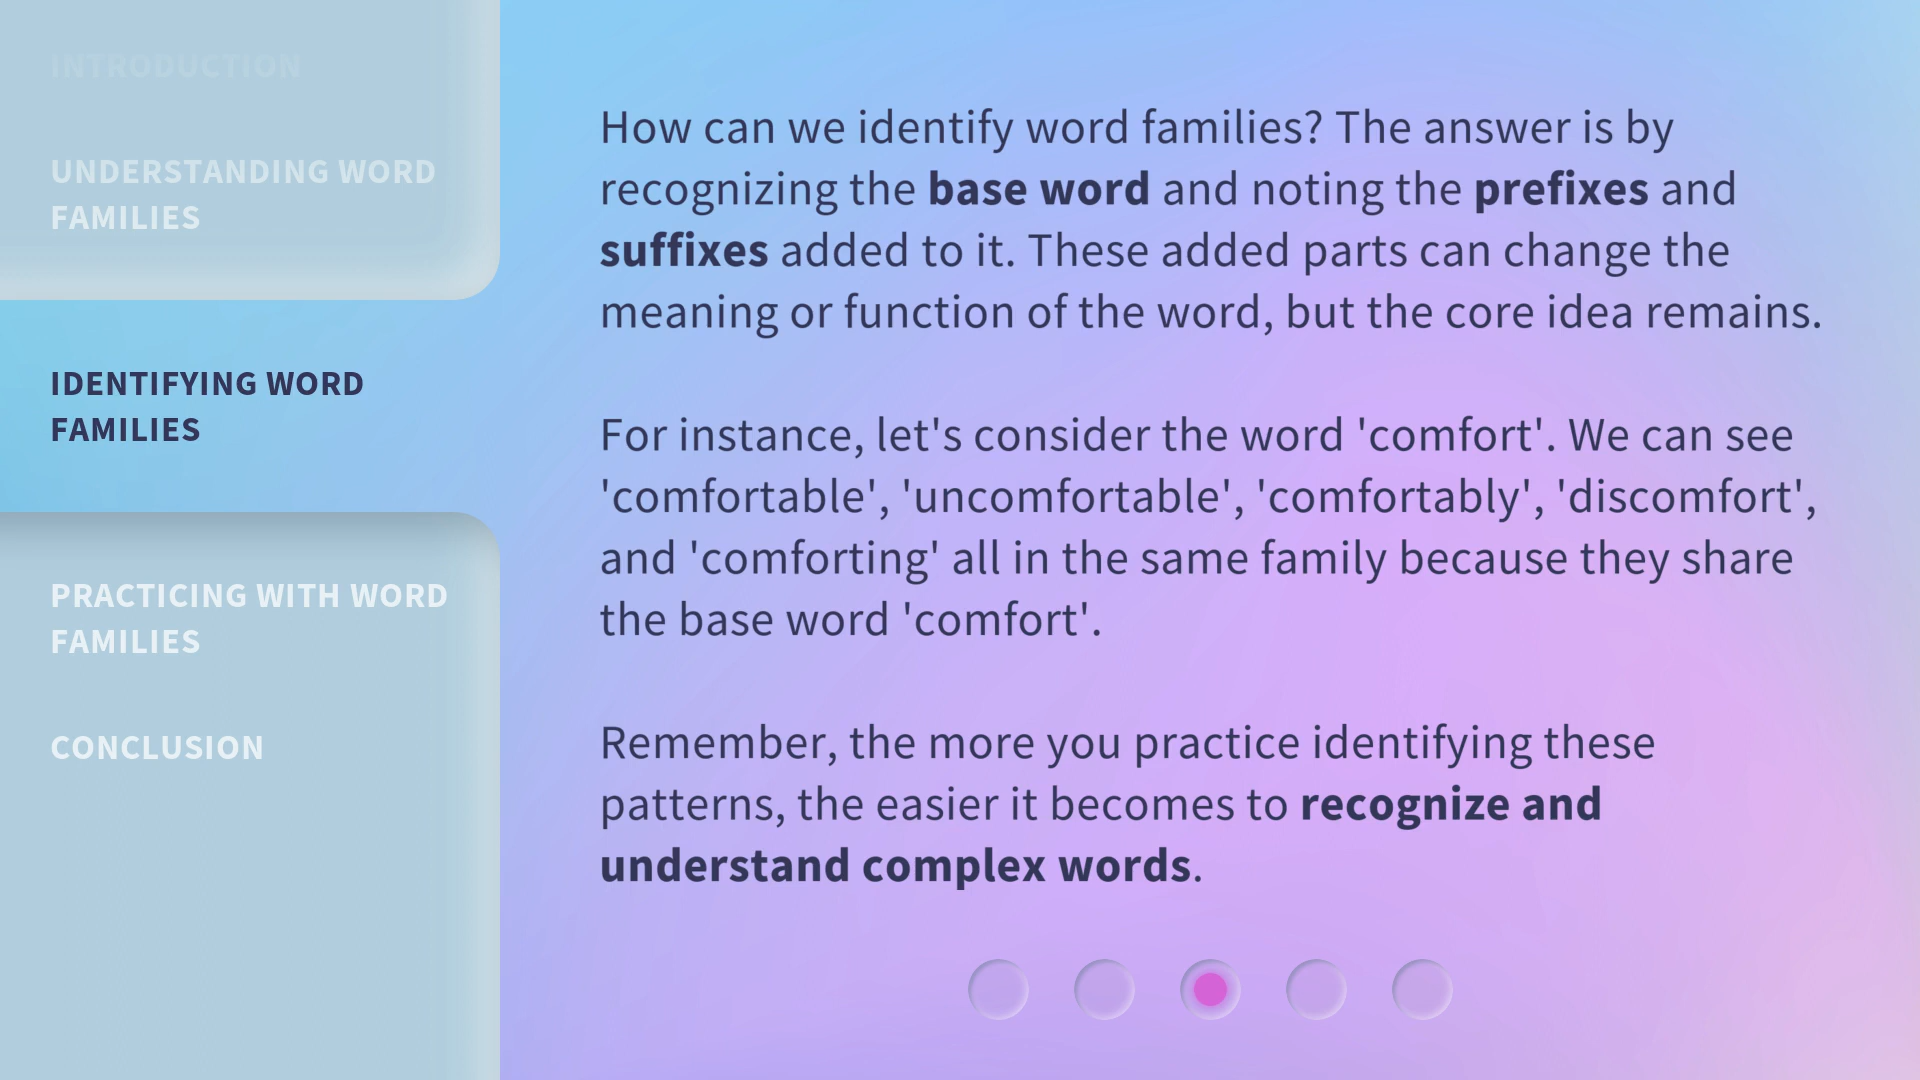 INTRODUCTION
UNDERSTANDING WORD
FAMILIES
IDENTIFYING WORD
FAMILIES
PRACTICING WITH WORD
FAMILIES
CONCLUSION
How can we identify word families? The answer is by
recognizing the base word and noting the prefixes and
suffixes added to it. These added parts can change the
meaning or function of the word, but the core idea remains.
For instance, let's consider the word 'comfort'. We can see
'comfortable', 'uncomfortable', 'comfortably', 'discomfort',
and 'comforting' all in the same family because they share
the base word 'comfort'.
Remember, the more you practice identifying these
patterns, the easier it becomes to recognize and
understand complex words.